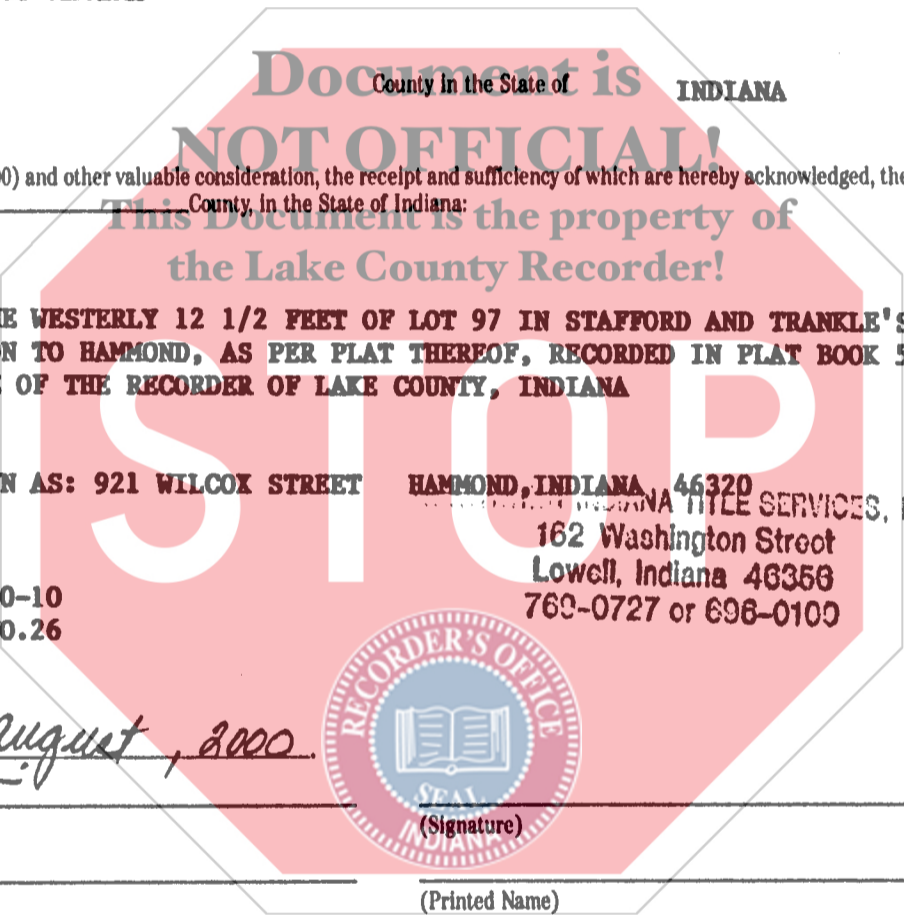 Document is
County in the State of INDIANA
NOT OFFICIAL!
00) and other valuable consideration, the receipt and sufficiency of which are hereby acknowledged, the
County, in the State of Indiana:
This Document is the property of
the Lake County Recorder!
E WESTERLY 12 1/2 FEET OF LOT 97 IN STAFFORD AND TRANKLE'S
ON TO HAMMOND, AS PER PLAT THEREOF, RECORDED IN PLAT BOOK 5
OF THE RECORDER OF LAKE COUNTY, INDIANA
STOP
N AS: 921 WILCOX STREET HAMMOND, INDIANA 46320
INDIANA TITLE SERVICES,
162 Washington Street
Lowell, Indiana 46356
769-0727 or 696-0100
0-10
0.26
RECORDER'S OFFICE
August, 2000.
SEAL
INDIANA
(Signature)
(Printed Name)